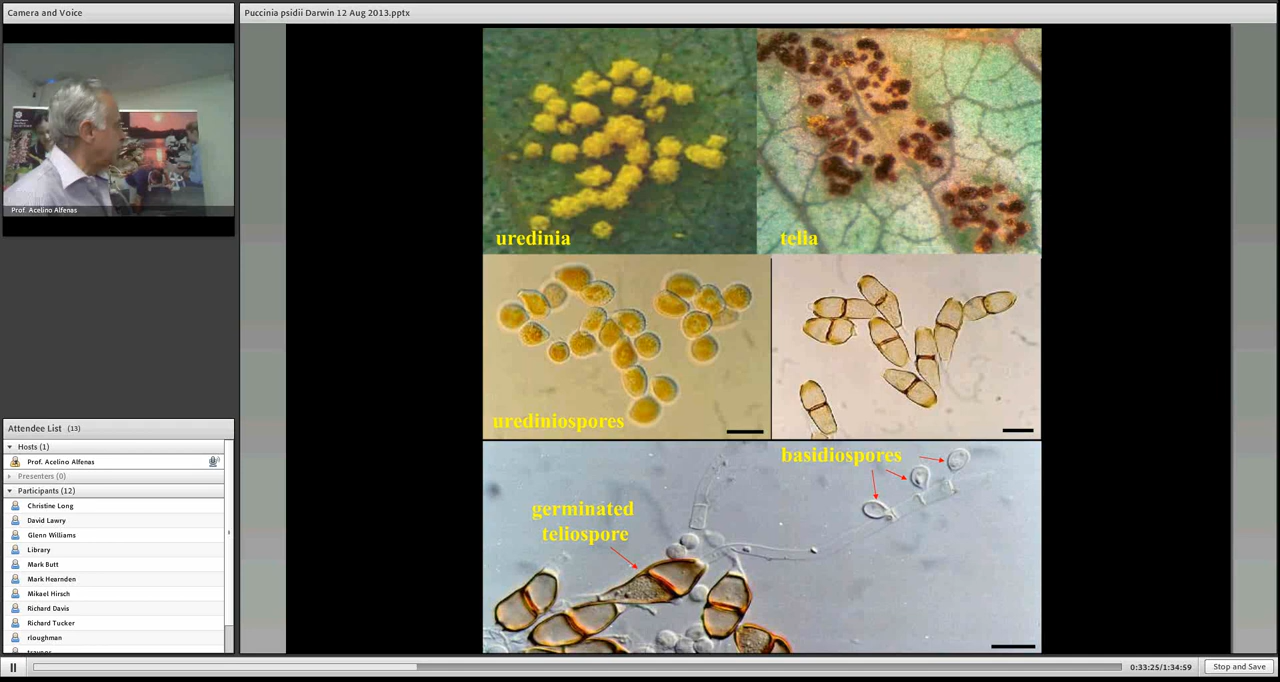 Camera and Voice
Prof. Acelino Alfenas
Attendee List (13)
Hosts (1)
Prof. Acelino Alfenas
Presenters (0)
Participants (12)
Christine Long
David Lawry
Glenn Williams
Library
Mark Butt
Mark Hearnden
Mikael Hirsch
Richard Davis
Richard Tucker
rloughman
Puccinia psidii Darwin 12 Aug 2013.pptx
uredinia
telia
urediniospores
basidiospores
germinated
teliospore
0:33:25/1:34:59
Stop and Save